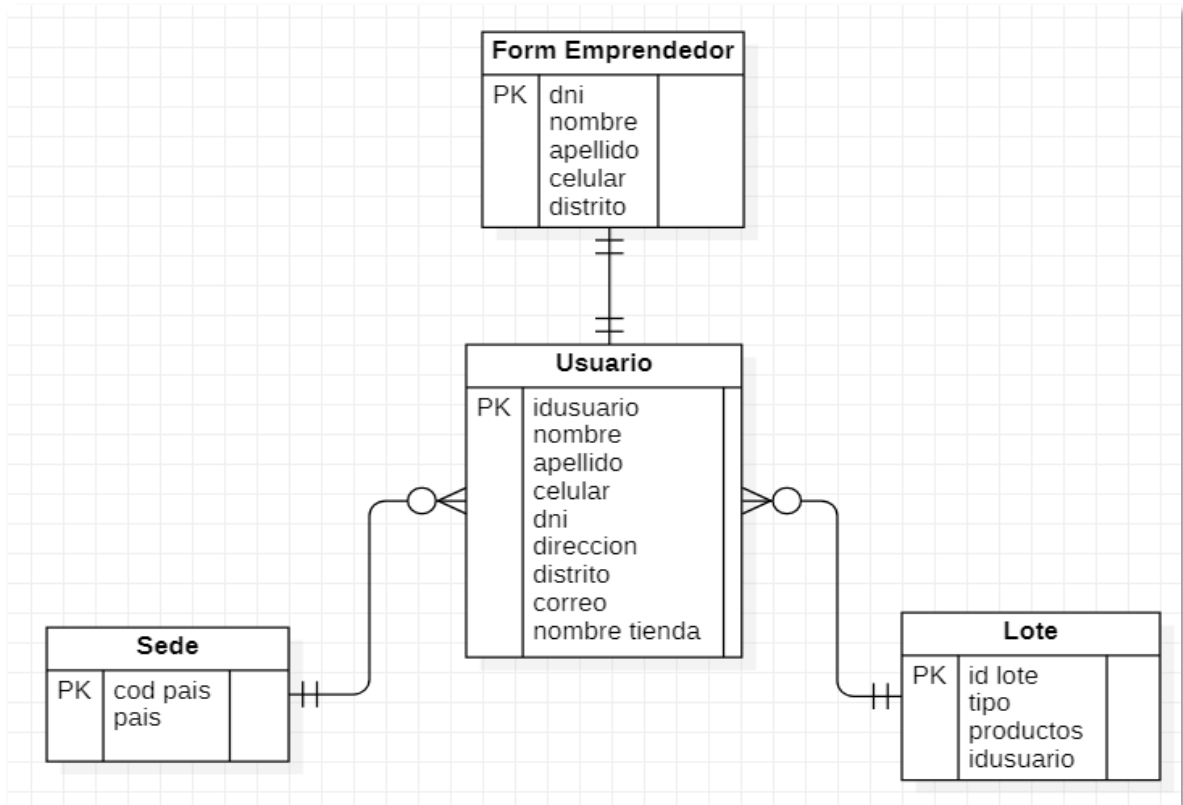 Form Emprendedor
PK dni
nombre
apellido
celular
distrito
Usuario
PK idusuario
nombre
apellido
celular
dni
direccion
distrito
correo
nombre tienda
Sede
PK cod pais
pais
Lote
PK id lote
tipo
productos
idusuario